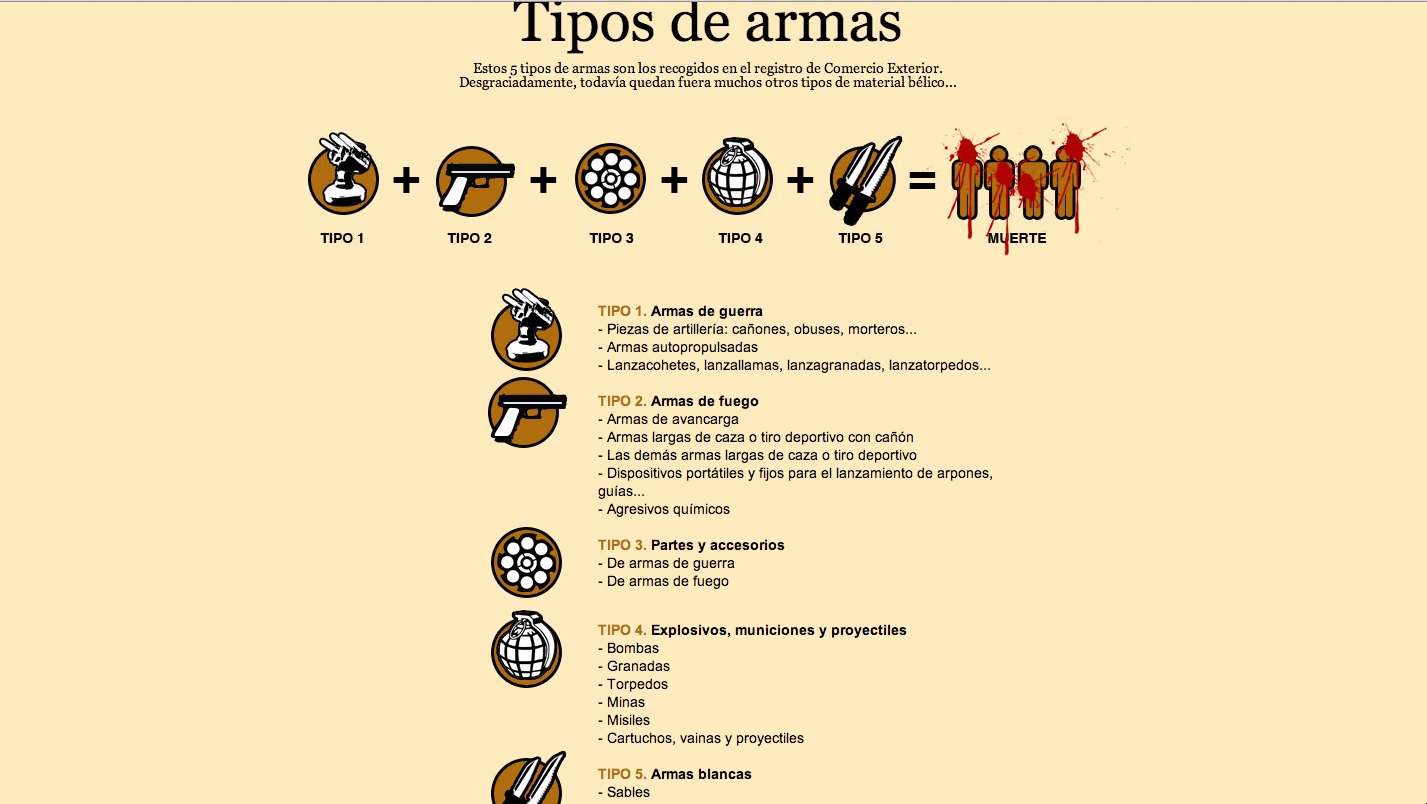 Tipos de armas
Estos 5 tipos de armas son los recogidos en el registro de Comercio Exterior.
Desgraciadamente, todavía quedan fuera muchos otros tipos de material bélico...
+ + + + =
TIPO 1 TIPO 2 TIPO 3 TIPO 4 TIPO 5 MUERTE
TIPO 1. Armas de guerra
- Piezas de artillería: cañones, obuses, morteros...
- Armas autopropulsadas
- Lanzacohetes, lanzallamas, lanzagranadas, lanzatorpedos...
TIPO 2. Armas de fuego
- Armas de avancarga
- Armas largas de caza o tiro deportivo con cañón
- Las demás armas largas de caza o tiro deportivo
- Dispositivos portátiles y fijos para el lanzamiento de arpones,
guías...
- Agresivos químicos
TIPO 3. Partes y accesorios
- De armas de guerra
- De armas de fuego
TIPO 4. Explosivos, municiones y proyectiles
- Bombas
- Granadas
- Torpedos
- Minas
- Misiles
- Cartuchos, vainas y proyectiles
TIPO 5. Armas blancas
- Sables